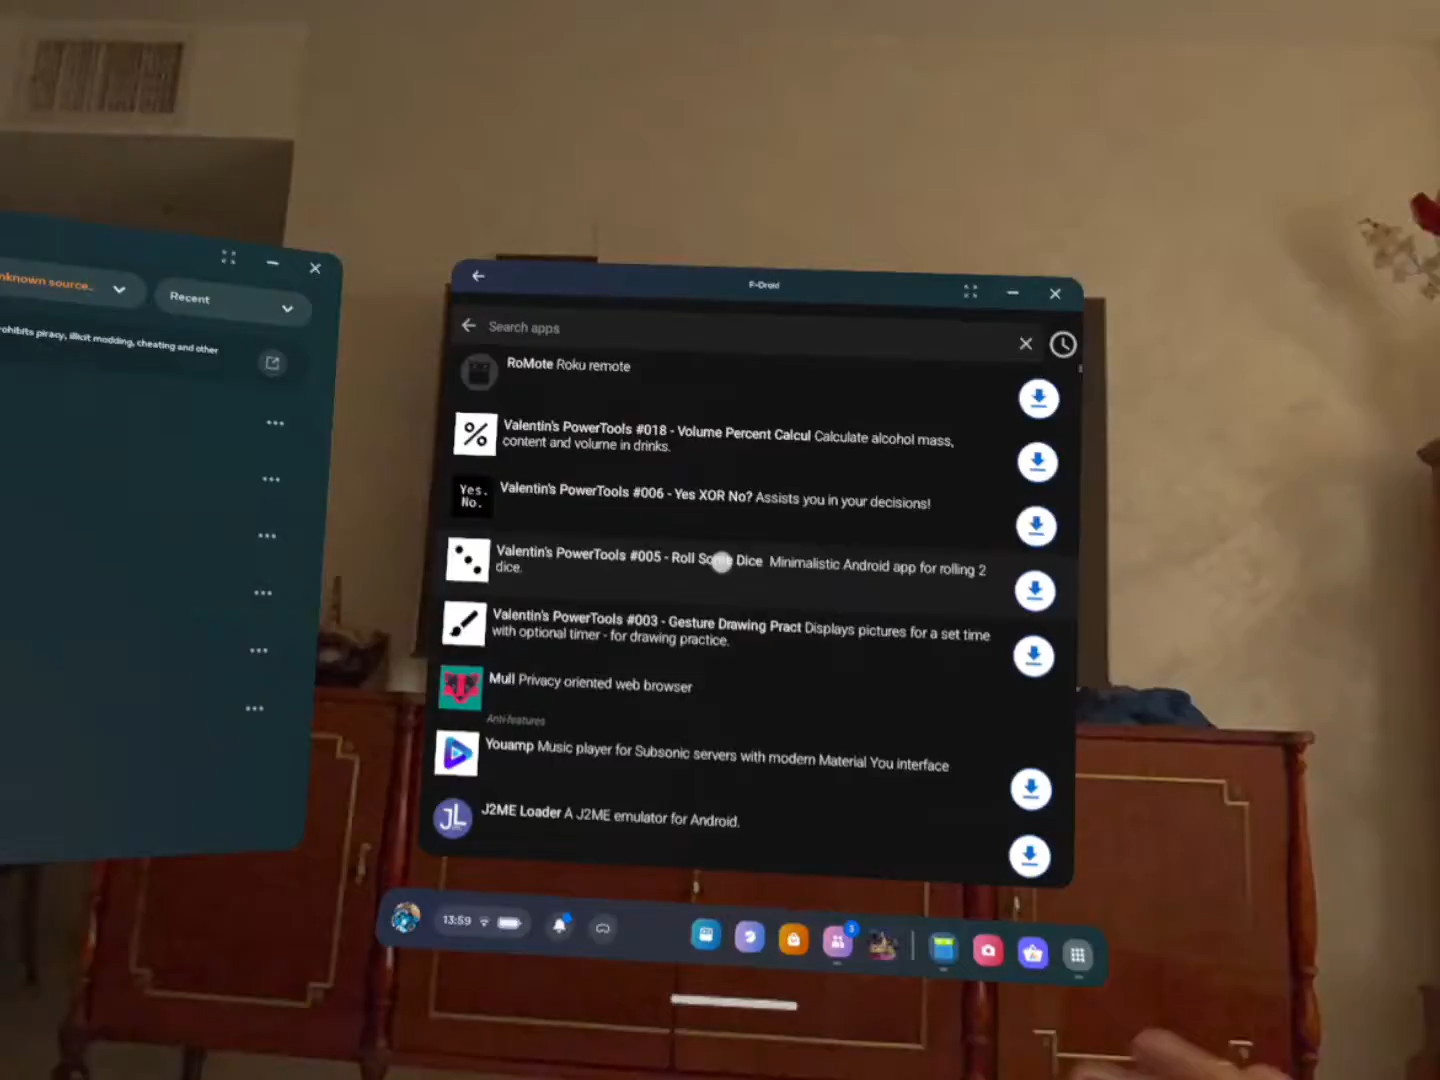 nknown source..
Recent
ohibits piracy, illicit modding, cheating and other
F-Droid
Search apps
RoMote Roku remote
Valentin's PowerTools #018 - Volume Percent Calcul Calculate alcohol mass,
content and volume in drinks.
Yes.
No.
Valentin's PowerTools #006 - Yes XOR No? Assists you in your decisions!
Valentin's PowerTools #005 - Roll Some Dice Minimalistic Android app for rolling 2
dice.
Valentin's PowerTools #003 - Gesture Drawing Pract Displays pictures for a set time
with optional timer - for drawing practice.
Mull Privacy oriented web browser
Anti-features
Youamp Music player for Subsonic servers with modern Material You interface
JL
J2ME Loader A J2ME emulator for Android.
13:59
3